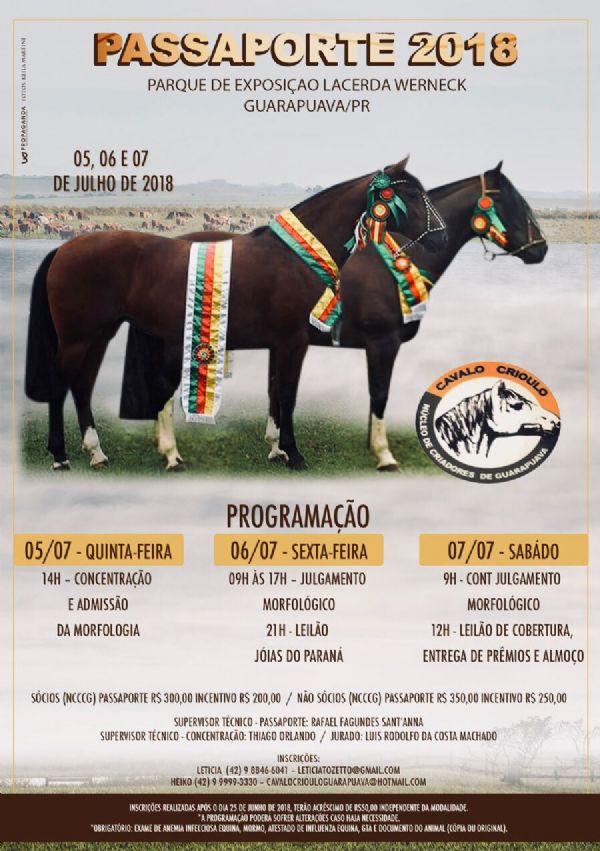 PASSAPORTE 2018
PARQUE DE EXPOSIÇAO LACERDA WERNECK
GUARAPUAVA/PR
PROPAGANDA
05, 06 E 07
DE JULHO DE 2018
CAVALO CRIOULO
NÚCLEO DE CRIADORES DE GUARAPUAVA
PROGRAMAÇÃO
05/07 - QUINTA-FEIRA
14H – CONCENTRAÇÃO
E ADMISSÃO
DA MORFOLOGIA
06/07 - SEXTA-FEIRA
09H ÀS 17H – JULGAMENTO
MORFOLÓGICO
21H - LEILÃO
JÓIAS DO PARANÁ
07/07 - SABÁDO
9H - CONT JULGAMENTO
MORFOLÓGICO
12H - LEILÃO DE COBERTURA,
ENTREGA DE PRÊMIOS E ALMOÇO
SÓCIOS (NCCCG) PASSAPORTE R$ 300,00 INCENTIVO R$ 200,00 / NÃO SÓCIOS (NCCCG) PASSAPORTE R$ 350,00 INCENTIVO R$ 250,00
SUPERVISOR TÉCNICO - PASSAPORTE: RAFAEL FAGUNDES SANT'ANNA
SUPERVISOR TÉCNICO - CONCENTRAÇÃO: THIAGO ORLANDO / JURADO: LUIS RODOLFO DA COSTA MACHADO
INSCRIÇÕES:
LETICIA (42) 9 8846-6041 - LETICIATOZETTO@GMAIL.COM
HEIKO (42) 9 9999-3330 – CAVALOCRIOULOGUARAPUAVA@HOTMAIL.COM
INSCRIÇÕES REALIZADAS APÓS O DIA 25 DE JUNHO DE 2018, TERÃO ACRÉSCIMO DE R$50,00 INDEPENDENTE DA MODALIDADE.
*A PROGRAMAÇÃO PODERA SOFRER ALTERAÇÕES CASO HAJA NECESSIDADE.
*OBRIGATÓRIO: EXAME DE ANEMIA INFECCIOSA EQUINA, MORMO, ATESTADO DE INFLUENZA EQUINA, GTA E DOCUMENTO DO ANIMAL (CÓPIA OU ORIGINAL).